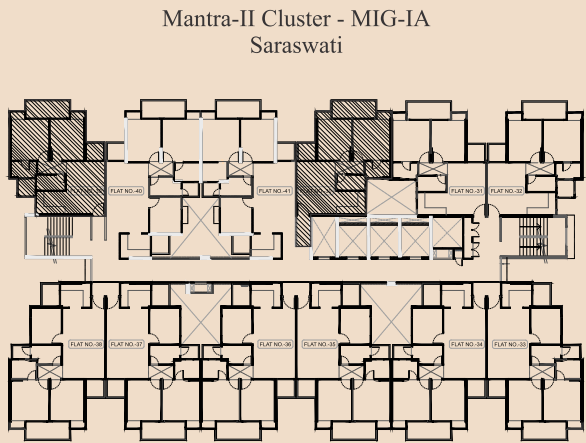 Mantra-II Cluster - MIG-IA
Saraswati
FLAT NO.-40
FLAT NO.-41
FLAT NO.-31
FLAT NO.-32
FLAT NO.-38
FLAT NO.-37
FLAT NO.-36
FLAT NO.-35
FLAT NO.-34
FLAT NO.-33